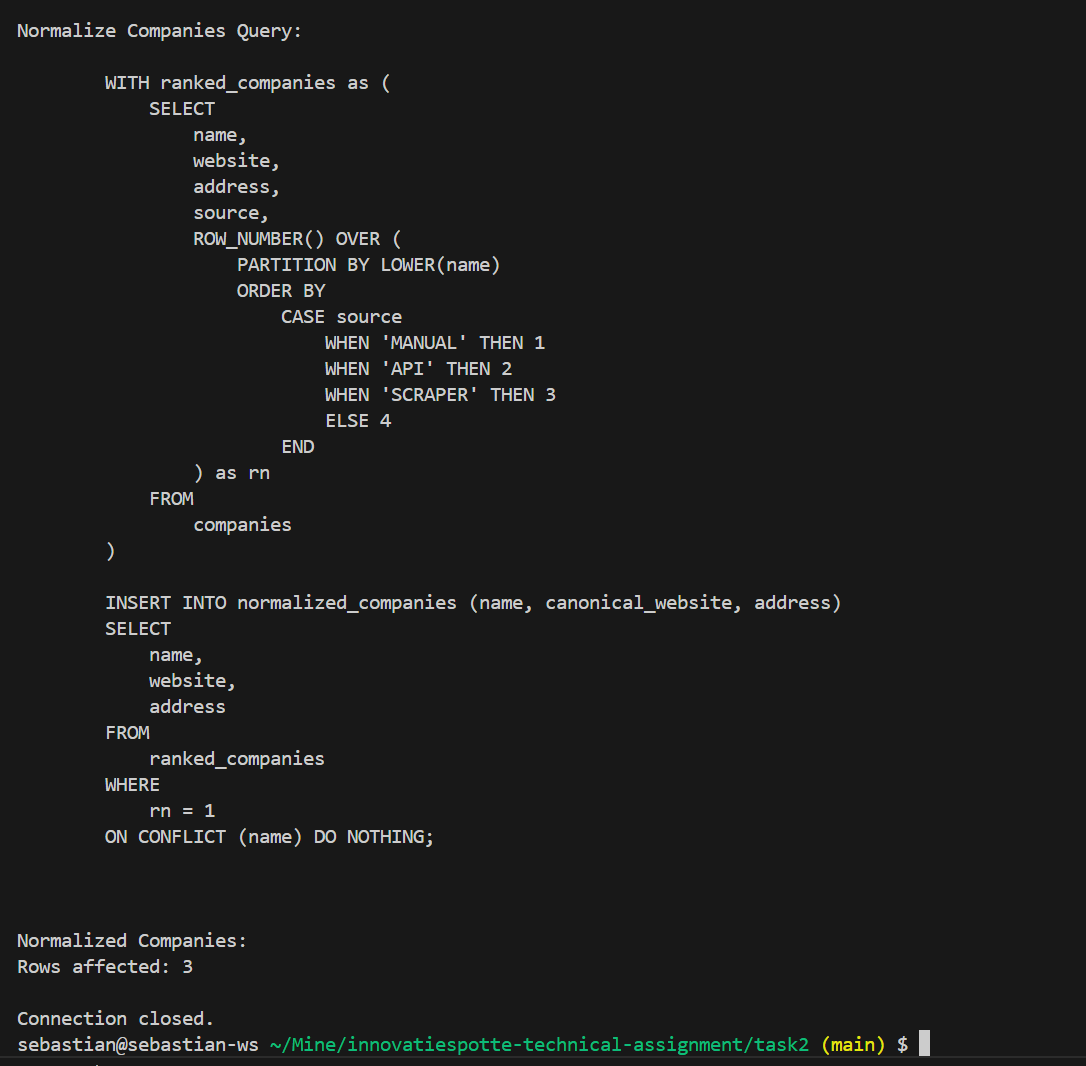 Normalize Companies Query:
WITH ranked_companies as (
SELECT
name,
website,
address,
source,
ROW_NUMBER() OVER (
PARTITION BY LOWER(name)
ORDER BY
CASE source
WHEN 'MANUAL' THEN 1
WHEN 'API' THEN 2
WHEN 'SCRAPER' THEN 3
ELSE 4
END
) as rn
FROM
companies
)
INSERT INTO normalized_companies (name, canonical_website, address)
SELECT
name,
website,
address
FROM
ranked_companies
WHERE
rn = 1
ON CONFLICT (name) DO NOTHING;
Normalized Companies:
Rows affected: 3
Connection closed.
sebastian@sebastian-ws ~/Mine/innovatiespotte-technical-assignment/task2 (main) $